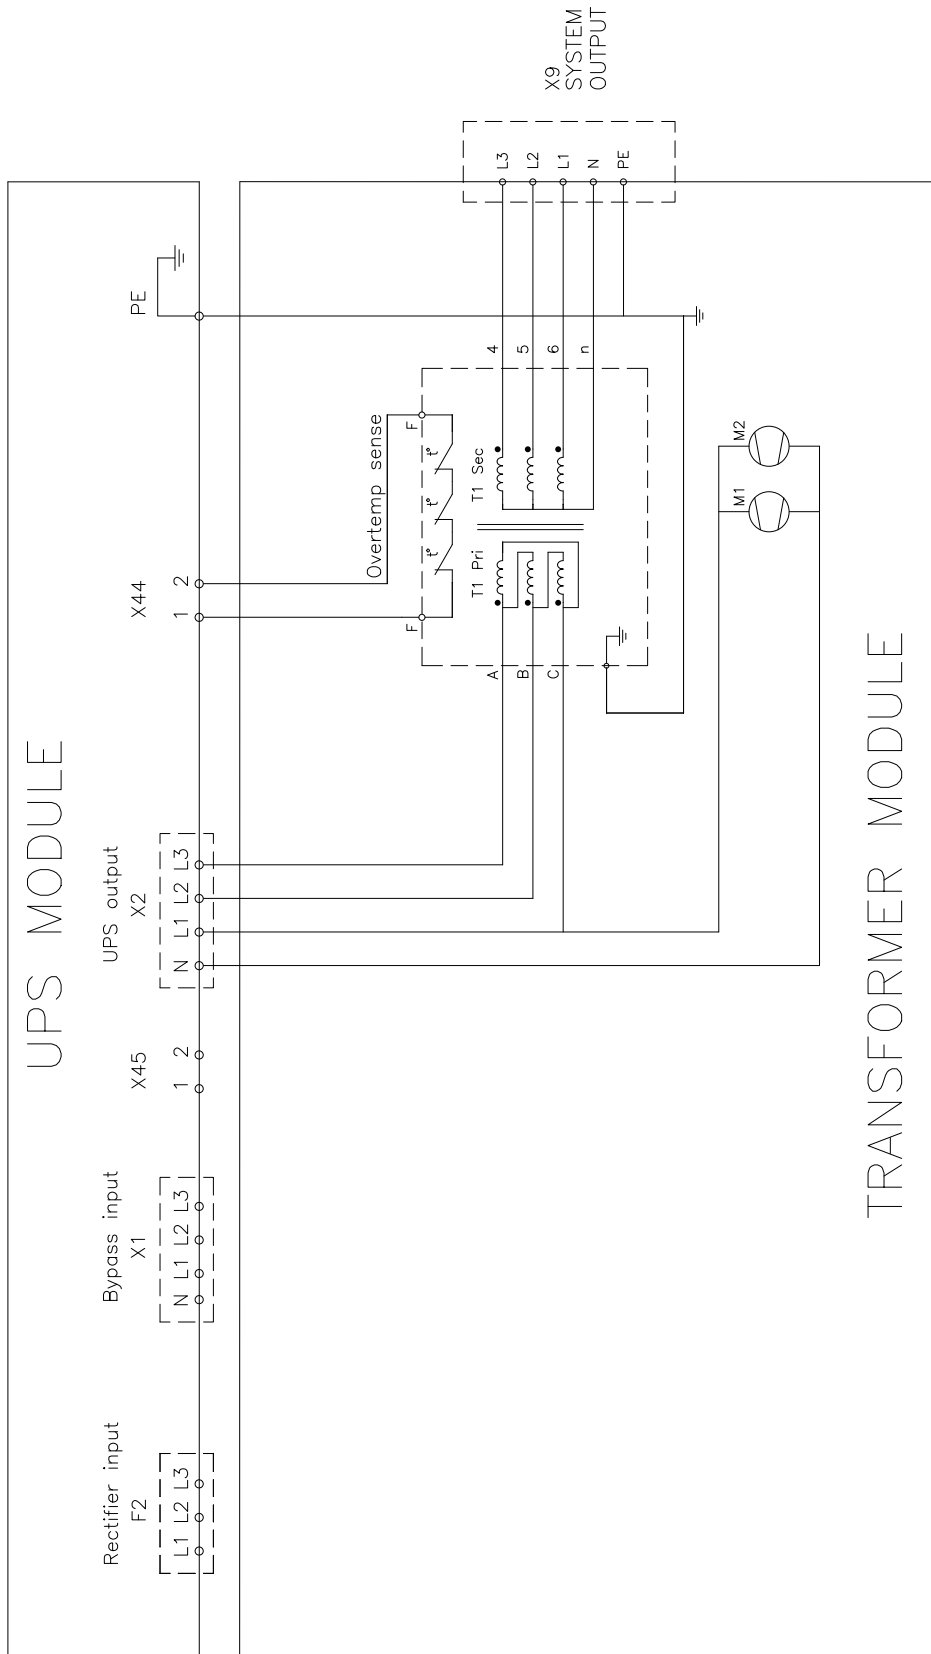 UPS MODULE
Rectifier input
F2
L1 L2 L3
Bypass input
X1
N L1 L2 L3
X45
1 2
UPS output
X2
N L1 L2 L3
X44
1 2
PE
Overtemp sense
F
F
t°
t°
t°
T1 Pri
T1 Sec
A
B
C
4
5
6
n
X9
SYSTEM
OUTPUT
L3
L2
L1
N
PE
M1
M2
TRANSFORMER MODULE